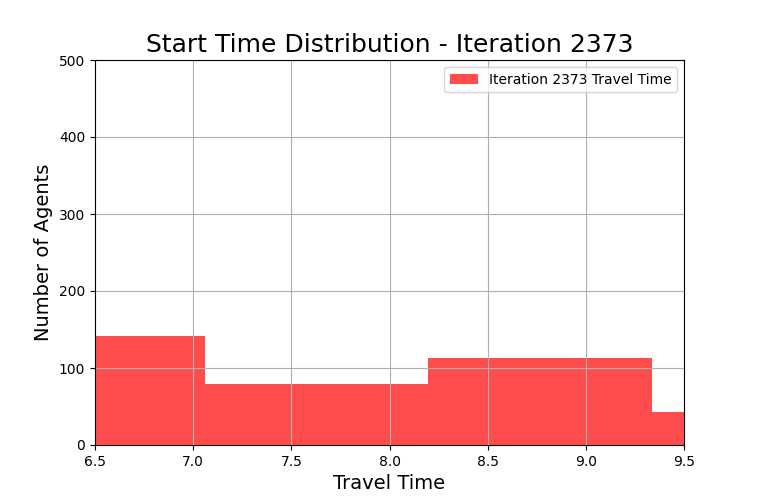 Start Time Distribution - Iteration 2373
Iteration 2373 Travel Time
Number of Agents
500
400
300
200
100
0
6.5 7.0 7.5 8.0 8.5 9.0 9.5
Travel Time